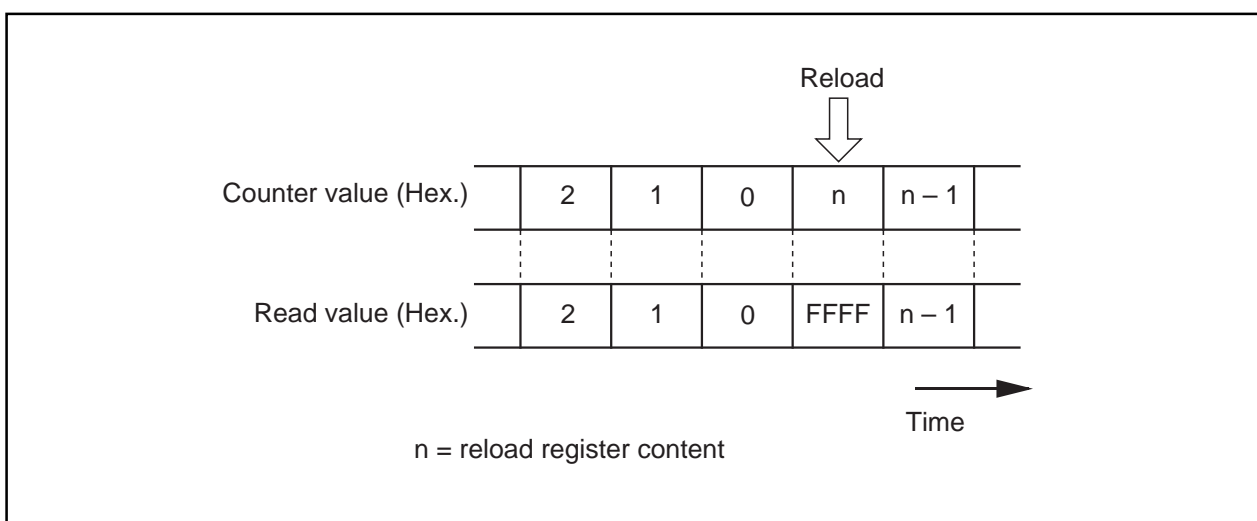 Reload
Counter value (Hex.) 2 1 0 n n – 1
Read value (Hex.) 2 1 0 FFFF n – 1
Time
n = reload register content